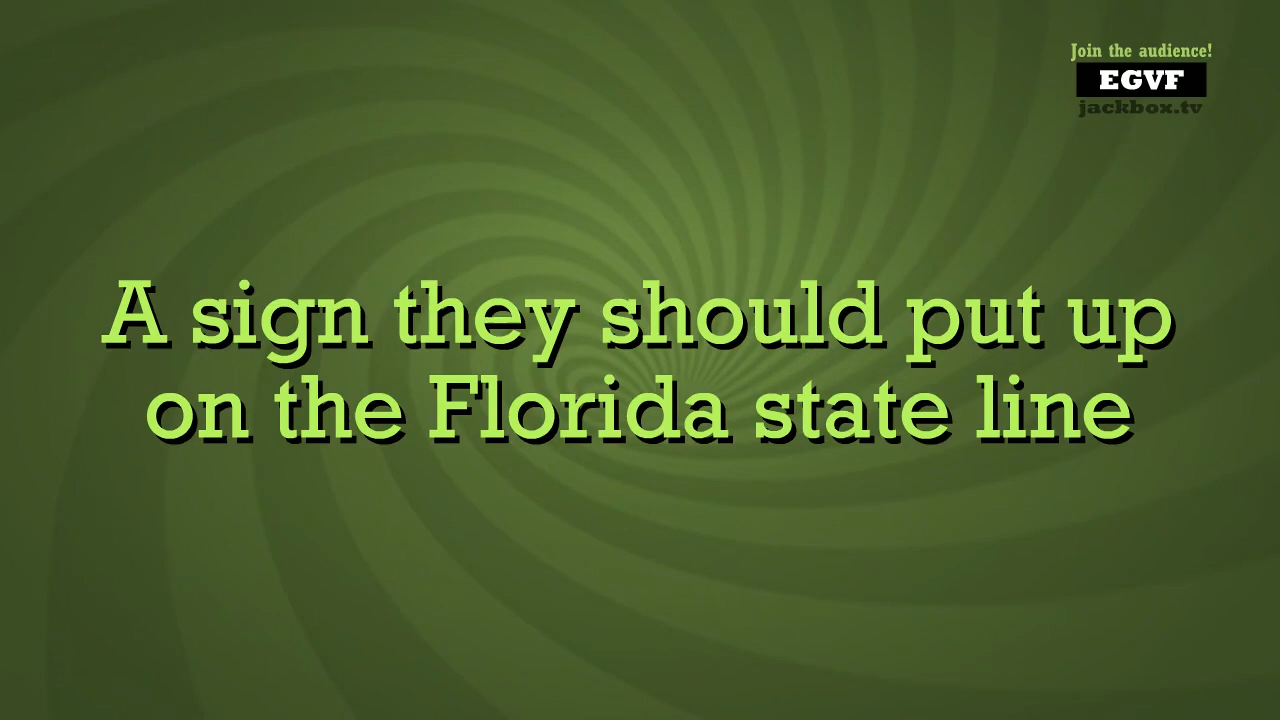 Join the audience!
EGVF
jackbox.tv
A sign they should put up
on the Florida state line